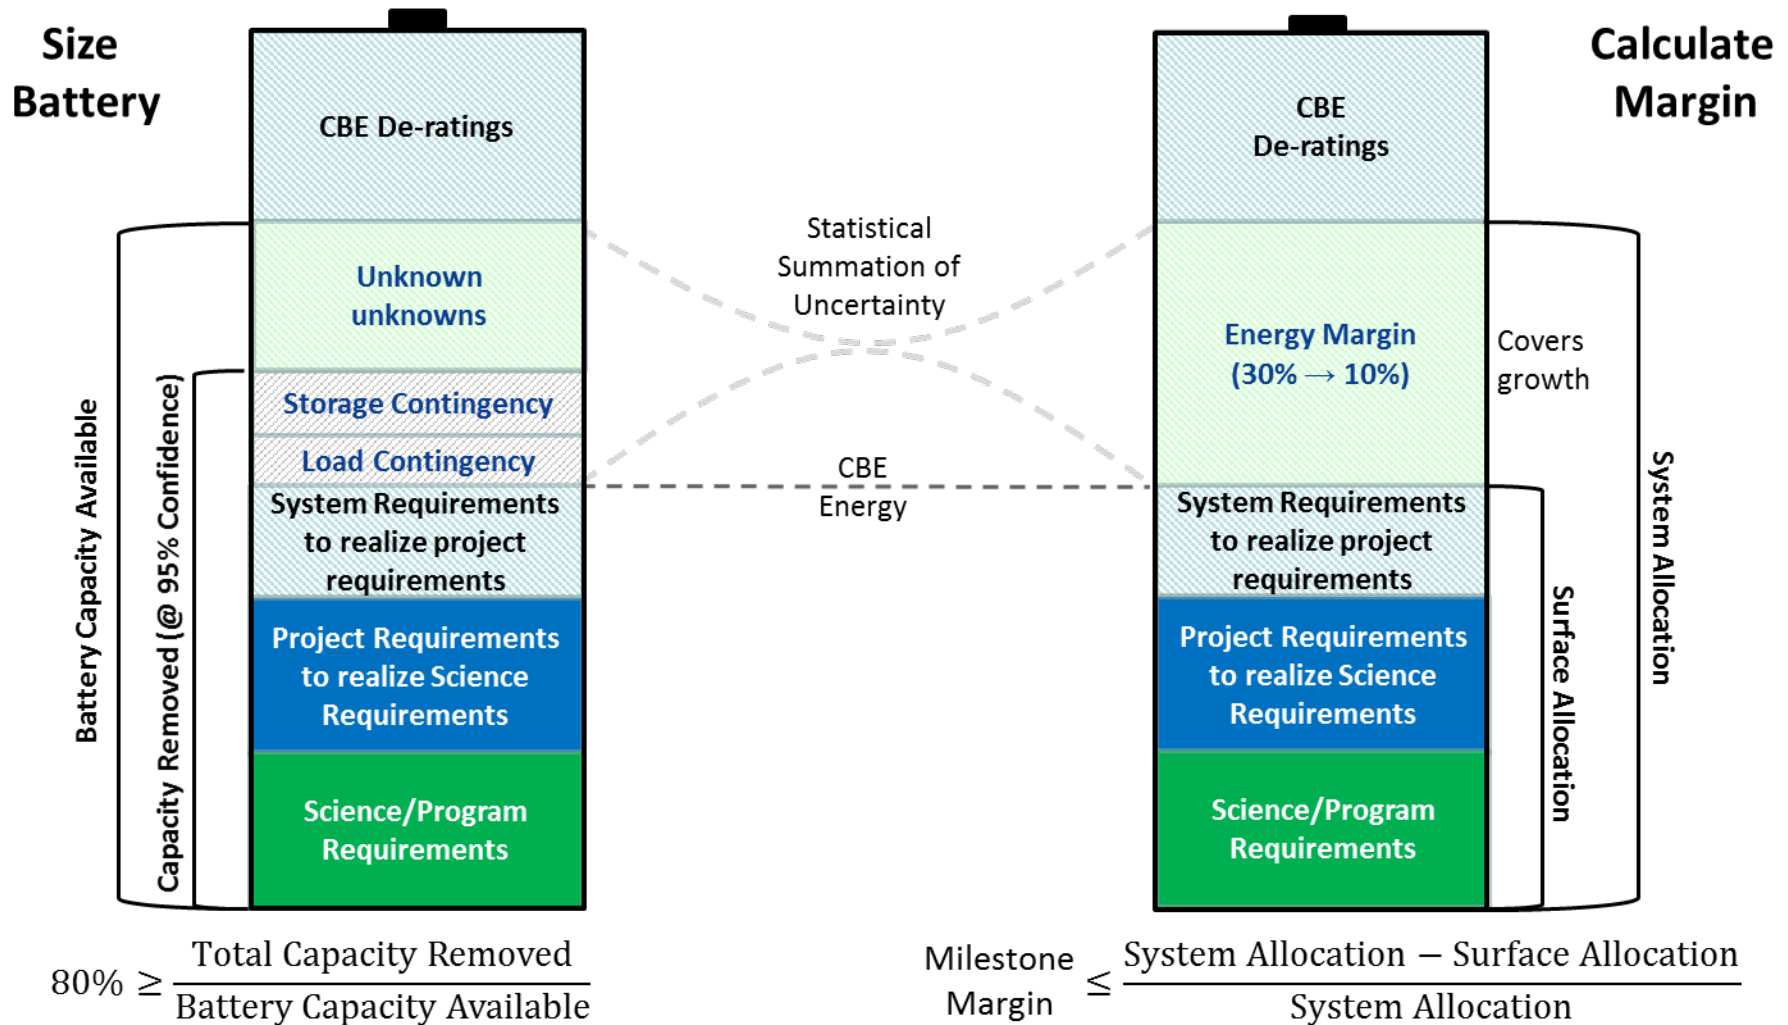 Size
Battery
CBE De-ratings
Unknown
unknowns
Storage Contingency
Load Contingency
System Requirements
to realize project
requirements
Project Requirements
to realize Science
Requirements
Science/Program
Requirements
Battery Capacity Available
Capacity Removed (@ 95% Confidence)
80% ≥ Total Capacity Removed
Battery Capacity Available
Statistical
Summation of
Uncertainty
CBE
Energy
Calculate
Margin
CBE
De-ratings
Energy Margin
(30% → 10%)
Covers
growth
System Requirements
to realize project
requirements
Project Requirements
to realize Science
Requirements
Science/Program
Requirements
Surface Allocation
System Allocation
Milestone
Margin
≤ System Allocation − Surface Allocation
System Allocation